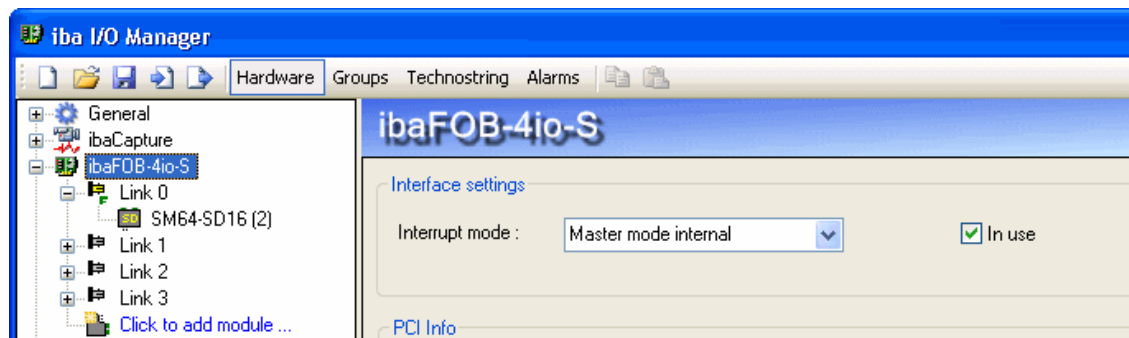 iba I/O Manager
Hardware Groups Technostring Alarms
General
ibaCapture
ibaFOB-4io-S
Link 0
SM64-SD16 (2)
Link 1
Link 2
Link 3
Click to add module ...
ibaFOB-4io-S
Interface settings
Interrupt mode : Master mode internal In use
PCI Info